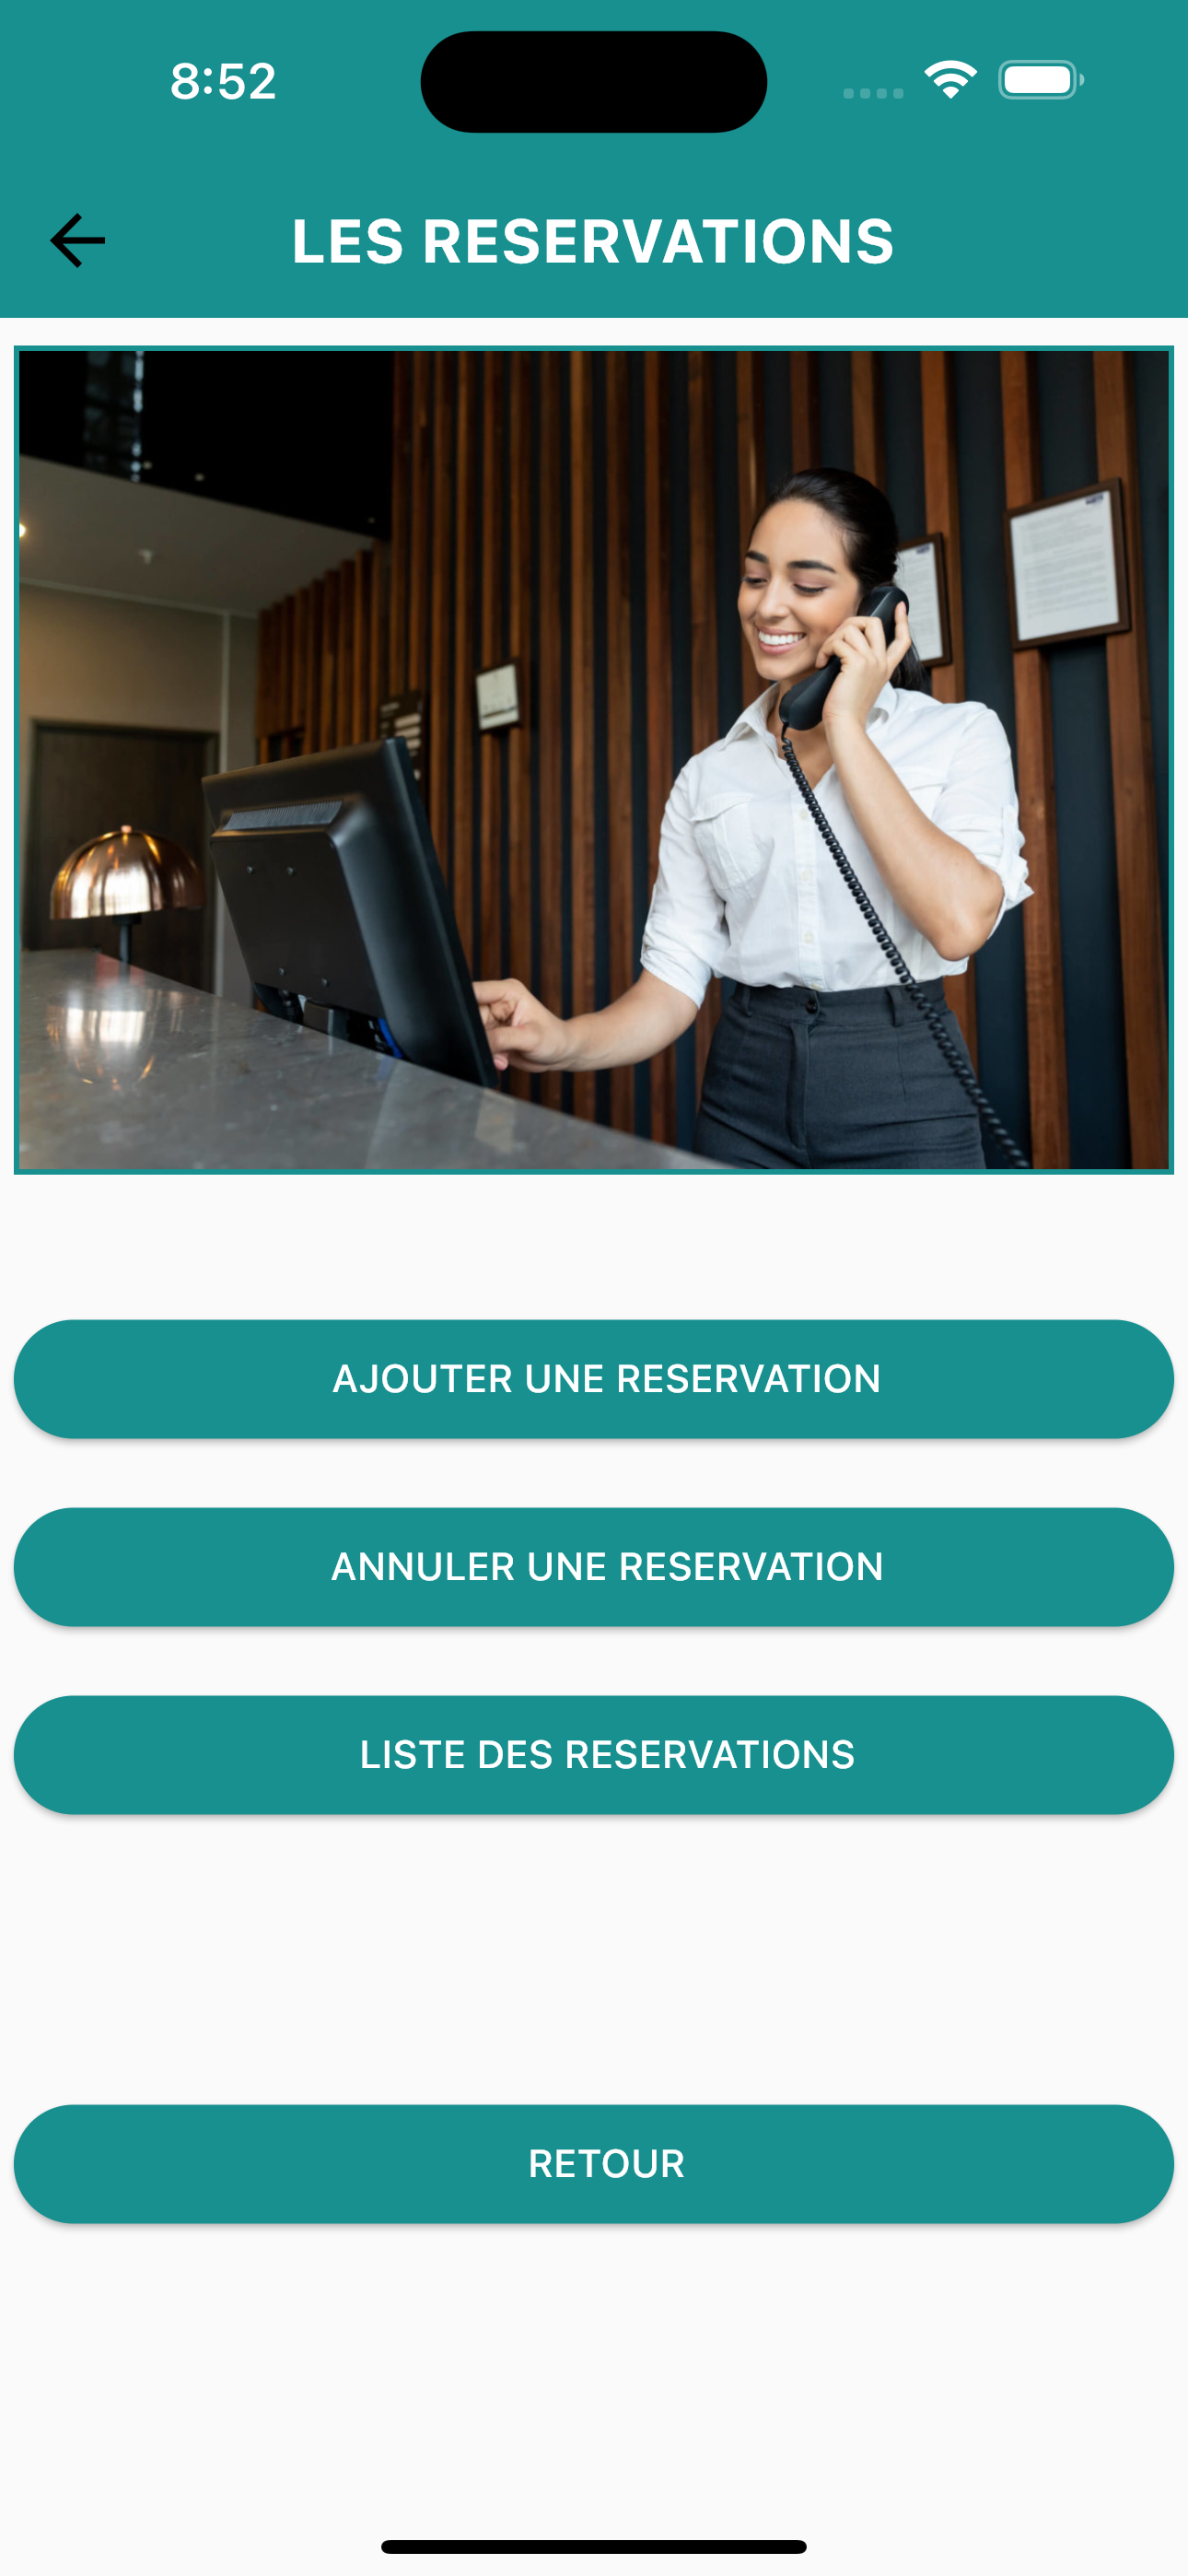 8:52
LES RESERVATIONS
AJOUTER UNE RESERVATION
ANNULER UNE RESERVATION
LISTE DES RESERVATIONS
RETOUR